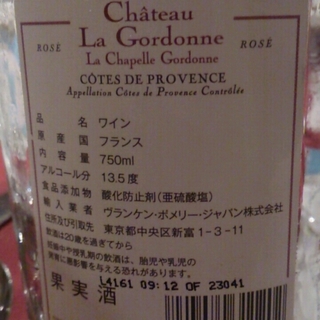 Château
La Gordonne
ROSÉ ROSÉ
La Chapelle Gordonne
CÔTES DE PROVENCE
Appellation Côtes de Provence Contrôlée
品名 ワイン
原産国 フランス
容量 750ml
アルコール分 13.5度
食品添加物 酸化防止剤(亜硫酸塩)
輸入業者 ヴランケン・ポメリー・ジャパン株式会社
住所及び引取先 東京都中央区新富1-3-11
飲酒は20歳を過ぎてから
妊娠中や授乳期の飲酒は、胎児や乳児の
発育に悪影響を与える恐れがあります。
果実酒
L4161 09:12 OF 23041